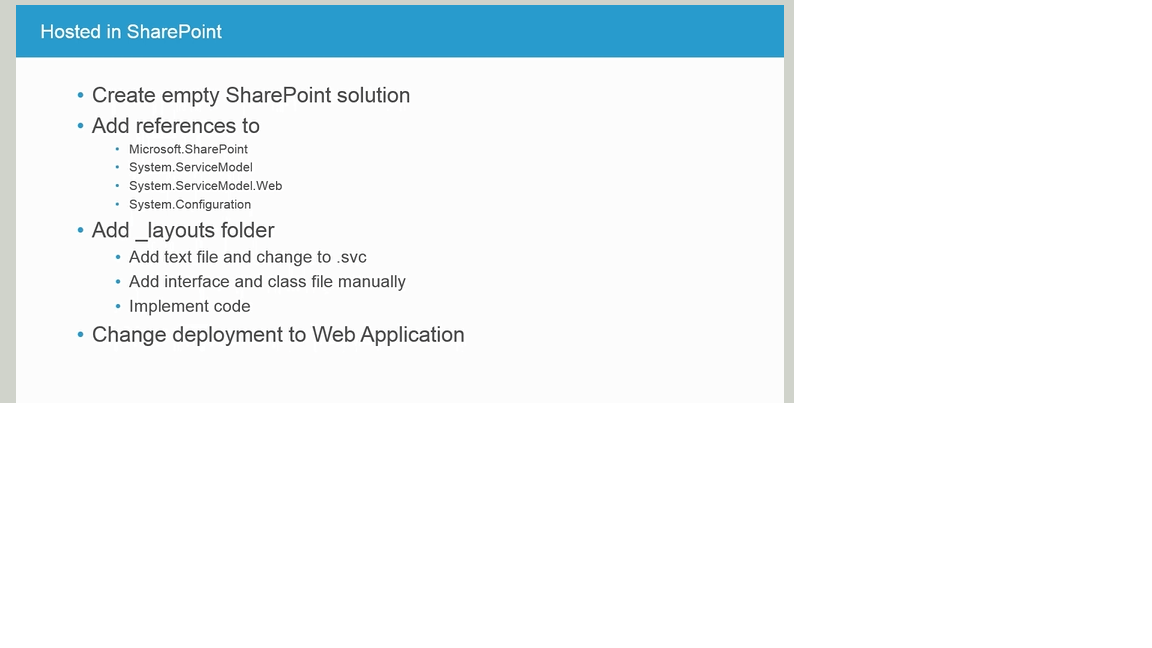 Hosted in SharePoint
• Create empty SharePoint solution
• Add references to
• Microsoft.SharePoint
• System.ServiceModel
• System.ServiceModel.Web
• System.Configuration
• Add _layouts folder
• Add text file and change to .svc
• Add interface and class file manually
• Implement code
• Change deployment to Web Application